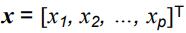 x = [x₁, x₂, ..., xₚ]ᵀ